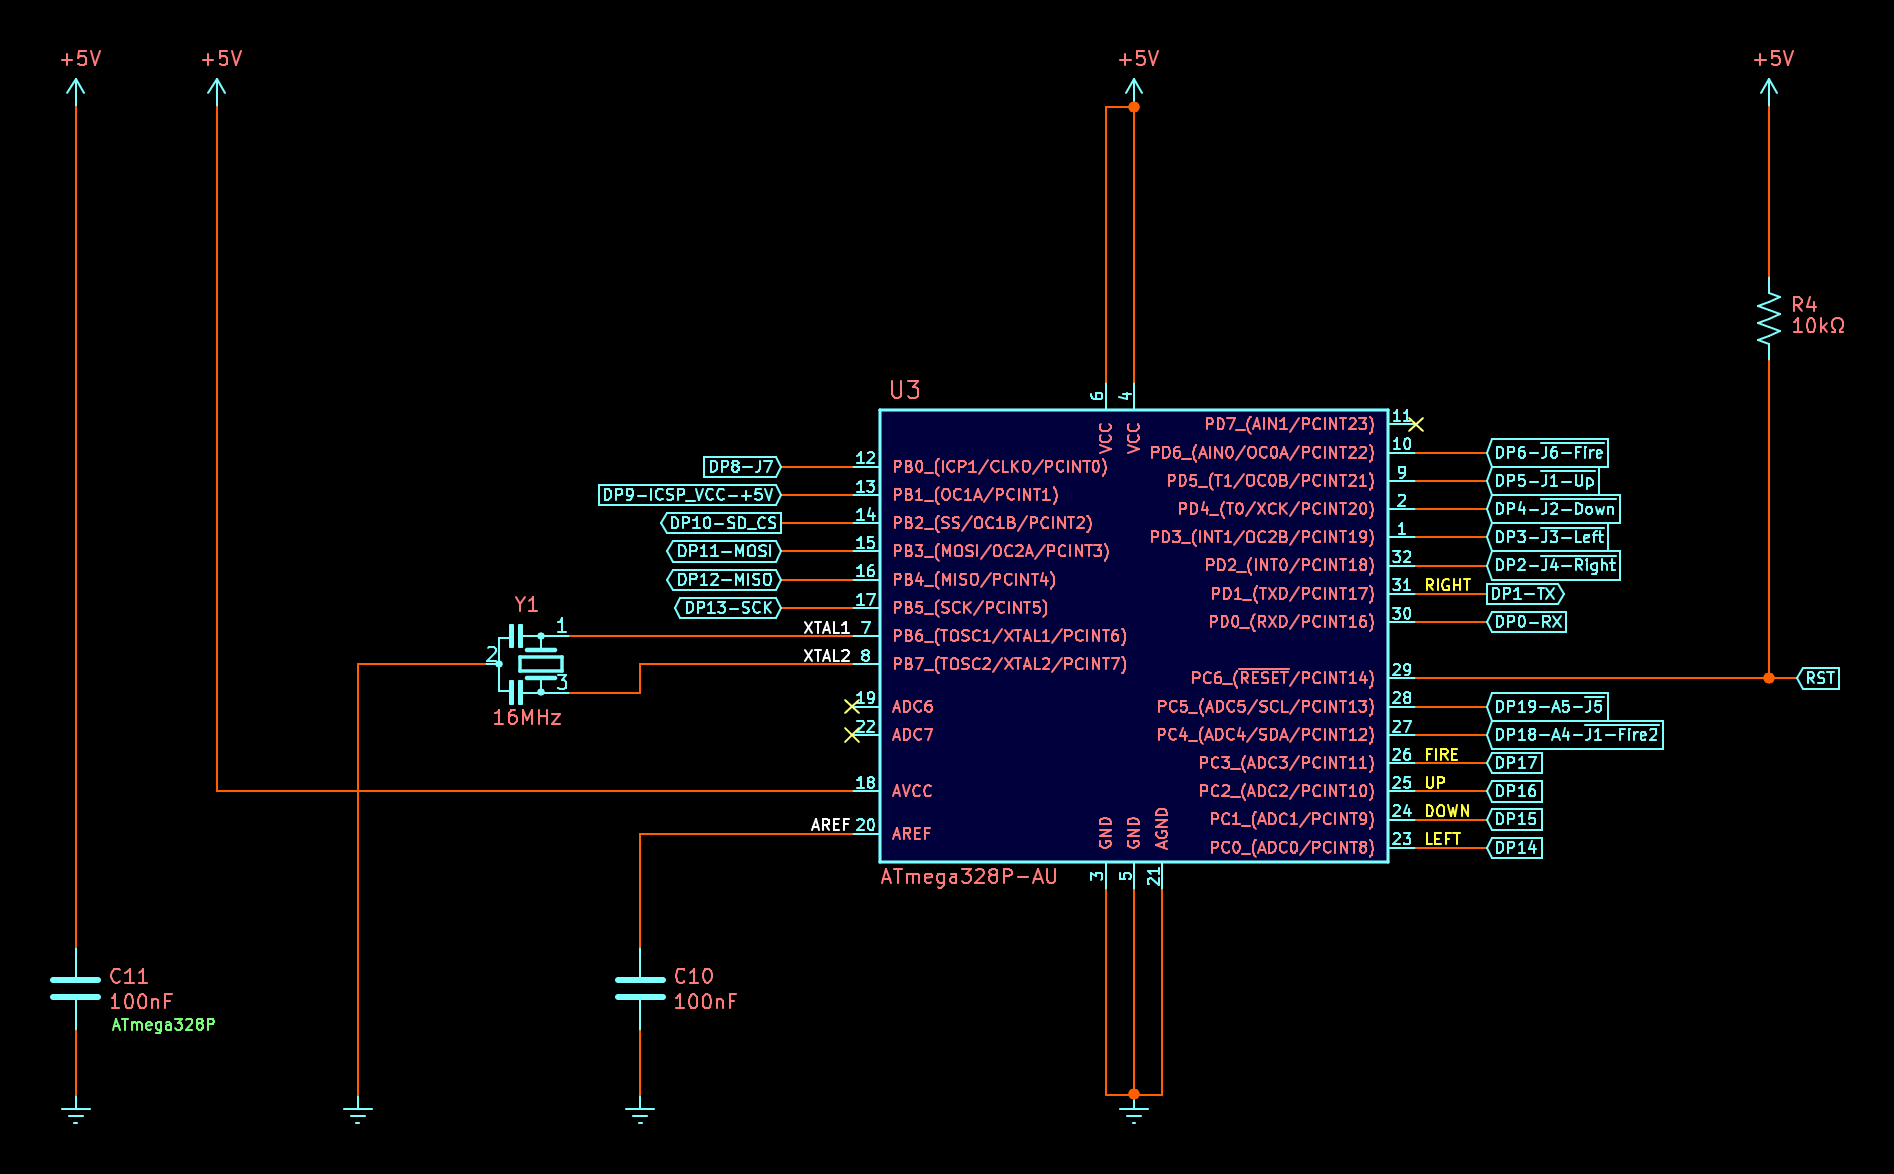 +5V
+5V
+5V
+5V
R4
10kΩ
U3
6
4
VCC
VCC
12
PB0_(ICP1/CLKO/PCINT0)
DP8-J7
13
PB1_(OC1A/PCINT1)
DP9-ICSP_VCC-+5V
14
PB2_(SS/OC1B/PCINT2)
DP10-SD_CS
15
PB3_(MOSI/OC2A/PCINT3)
DP11-MOSI
16
PB4_(MISO/PCINT4)
DP12-MISO
17
PB5_(SCK/PCINT5)
DP13-SCK
XTAL1
7
PB6_(TOSC1/XTAL1/PCINT6)
XTAL2
8
PB7_(TOSC2/XTAL2/PCINT7)
Y1
1
2
3
16MHz
19
ADC6
22
ADC7
18
AVCC
AREF
20
AREF
PD7_(AIN1/PCINT23)
11
PD6_(AIN0/OC0A/PCINT22)
10
DP6-J6-Fire
PD5_(T1/OC0B/PCINT21)
9
DP5-J1-Up
PD4_(T0/XCK/PCINT20)
2
DP4-J2-Down
PD3_(INT1/OC2B/PCINT19)
1
DP3-J3-Left
PD2_(INT0/PCINT18)
32
DP2-J4-Right
PD1_(TXD/PCINT17)
31
RIGHT
DP1-TX
PD0_(RXD/PCINT16)
30
DP0-RX
PC6_(RESET/PCINT14)
29
RST
PC5_(ADC5/SCL/PCINT13)
28
DP19-A5-J5
PC4_(ADC4/SDA/PCINT12)
27
DP18-A4-J1-Fire2
PC3_(ADC3/PCINT11)
26
FIRE
DP17
PC2_(ADC2/PCINT10)
25
UP
DP16
PC1_(ADC1/PCINT9)
24
DOWN
DP15
PC0_(ADC0/PCINT8)
23
LEFT
DP14
GND
GND
AGND
3
5
21
ATmega328P-AU
C11
100nF
ATmega328P
C10
100nF